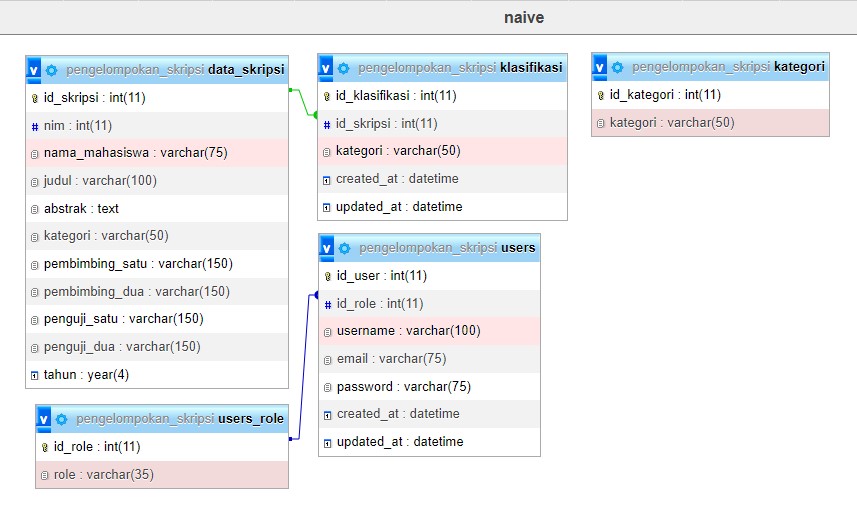 naive
pengelompokan_skripsi data_skripsi
id_skripsi : int(11)
nim : int(11)
nama_mahasiswa : varchar(75)
judul : varchar(100)
abstrak : text
kategori : varchar(50)
pembimbing_satu : varchar(150)
pembimbing_dua : varchar(150)
penguji_satu : varchar(150)
penguji_dua : varchar(150)
tahun : year(4)
pengelompokan_skripsi klasifikasi
id_klasifikasi : int(11)
id_skripsi : int(11)
kategori : varchar(50)
created_at : datetime
updated_at : datetime
pengelompokan_skripsi kategori
id_kategori : int(11)
kategori : varchar(50)
pengelompokan_skripsi users
id_user : int(11)
id_role : int(11)
username : varchar(100)
email : varchar(75)
password : varchar(75)
created_at : datetime
updated_at : datetime
pengelompokan_skripsi users_role
id_role : int(11)
role : varchar(35)